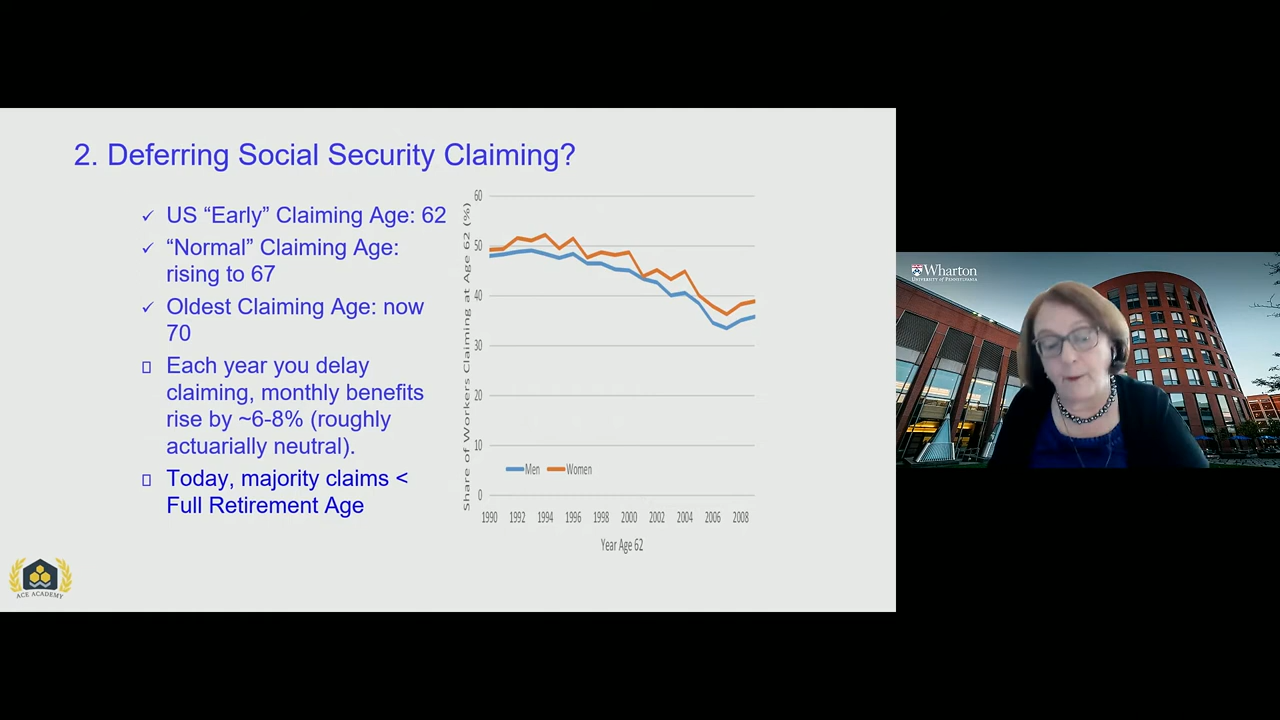 2. Deferring Social Security Claiming?
✓ US “Early” Claiming Age: 62
✓ “Normal” Claiming Age:
rising to 67
✓ Oldest Claiming Age: now
70
▯ Each year you delay
claiming, monthly benefits
rise by ~6-8% (roughly
actuarially neutral).
▯ Today, majority claims <
Full Retirement Age
Share of Workers Claiming at Age 62 (%)
60
50
40
30
20
10
0
Men Women
1990 1992 1994 1996 1998 2000 2002 2004 2006 2008
Year Age 62
ACE ACADEMY
Wharton
UNIVERSITY of PENNSYLVANIA